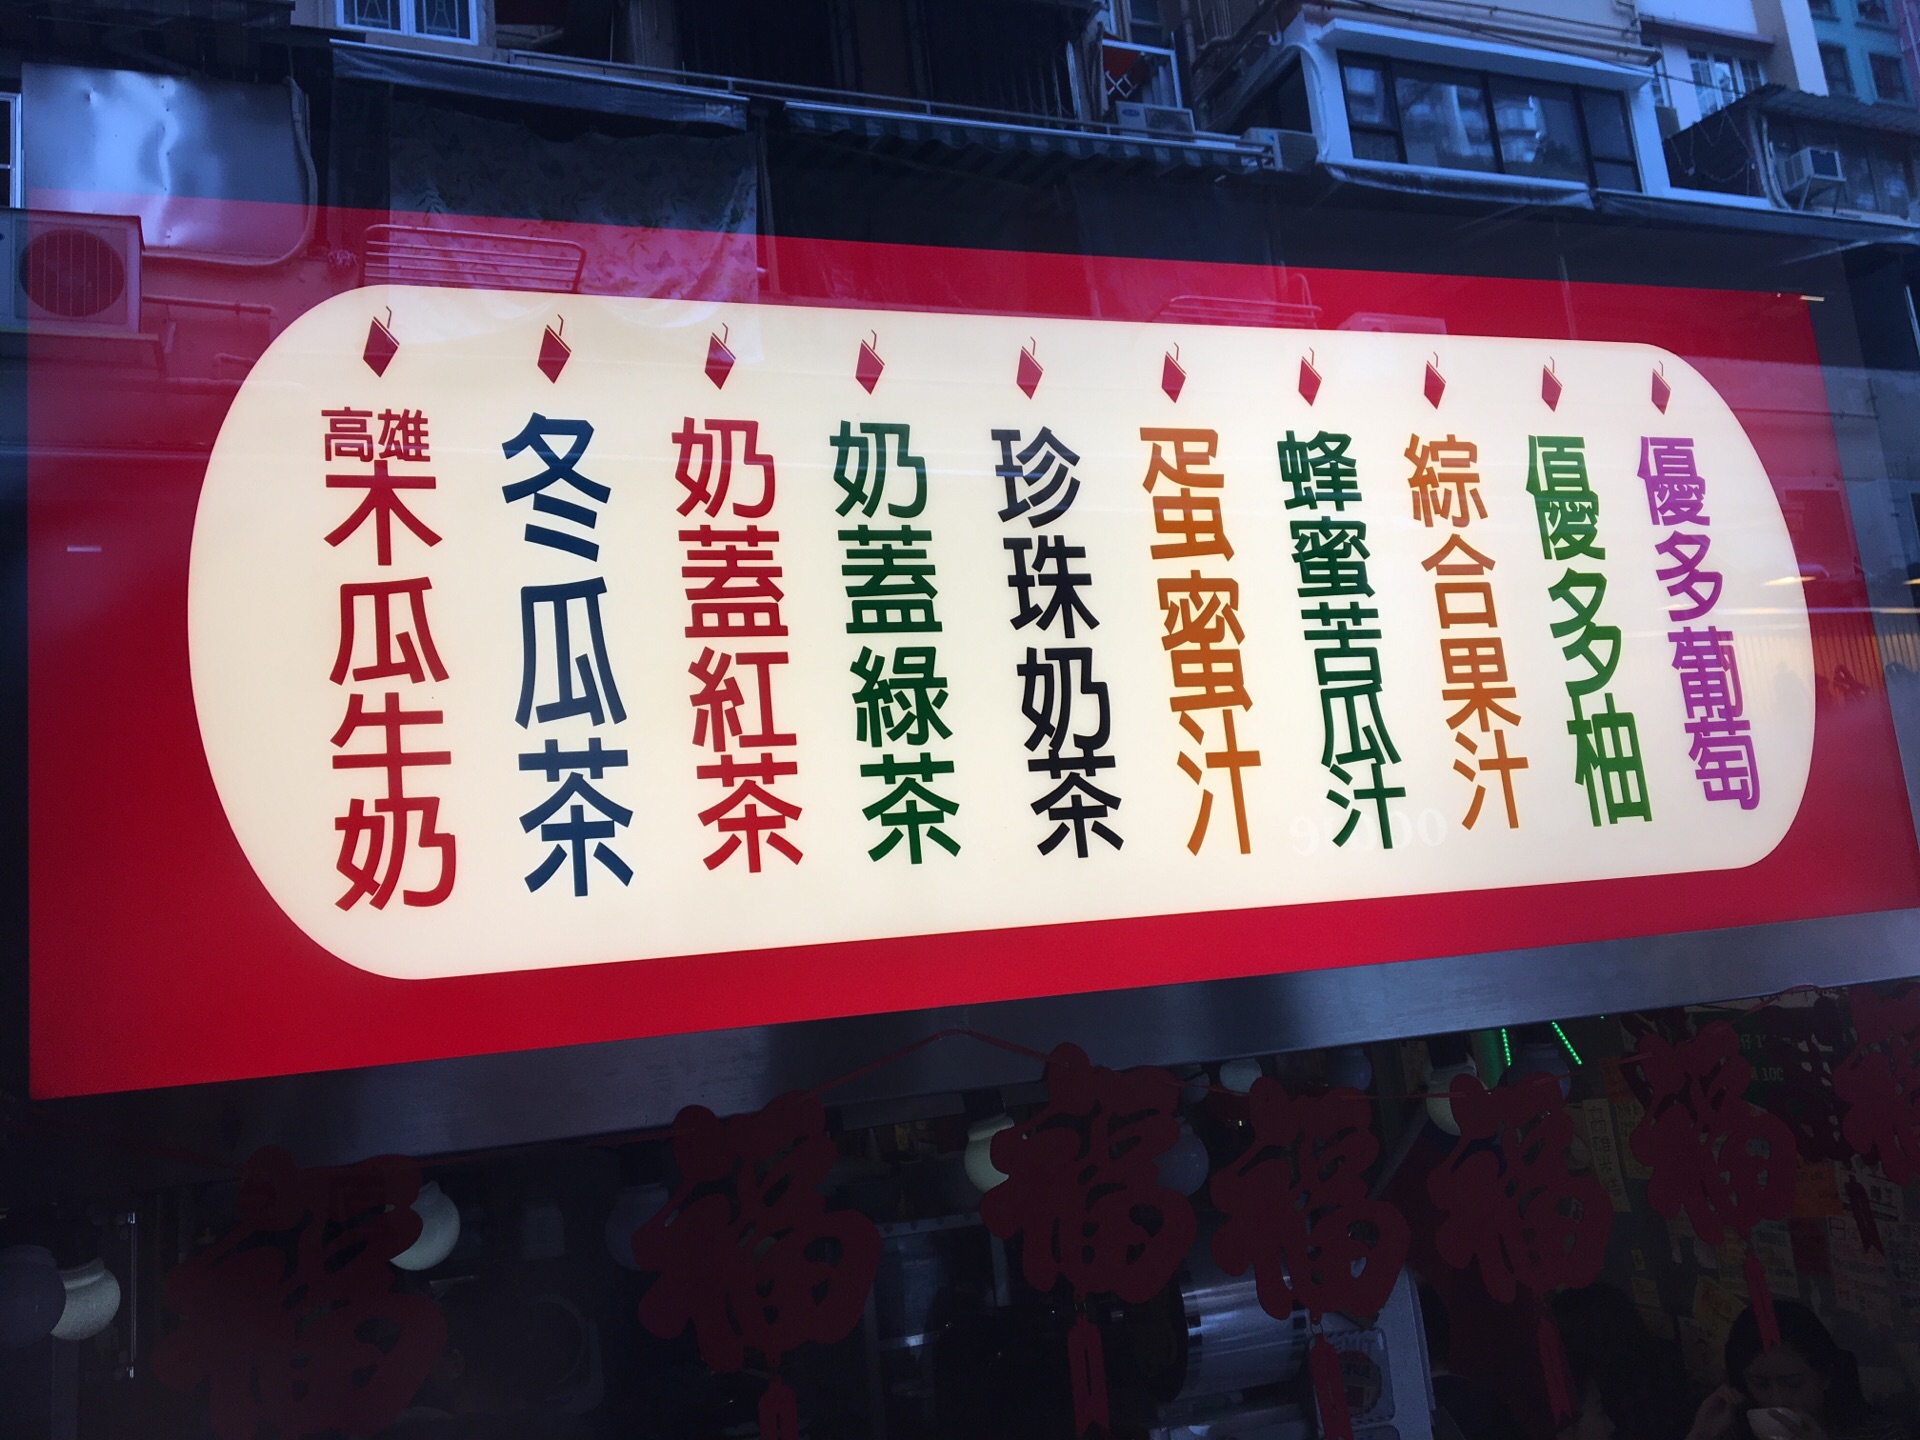 高雄木瓜牛奶
冬瓜茶
奶蓋紅茶
奶蓋綠茶
珍珠奶茶
蛋蜜汁
蜂蜜苦瓜汁
綜合果汁
優多柚
優多葡萄
福
福
福
福
福
福